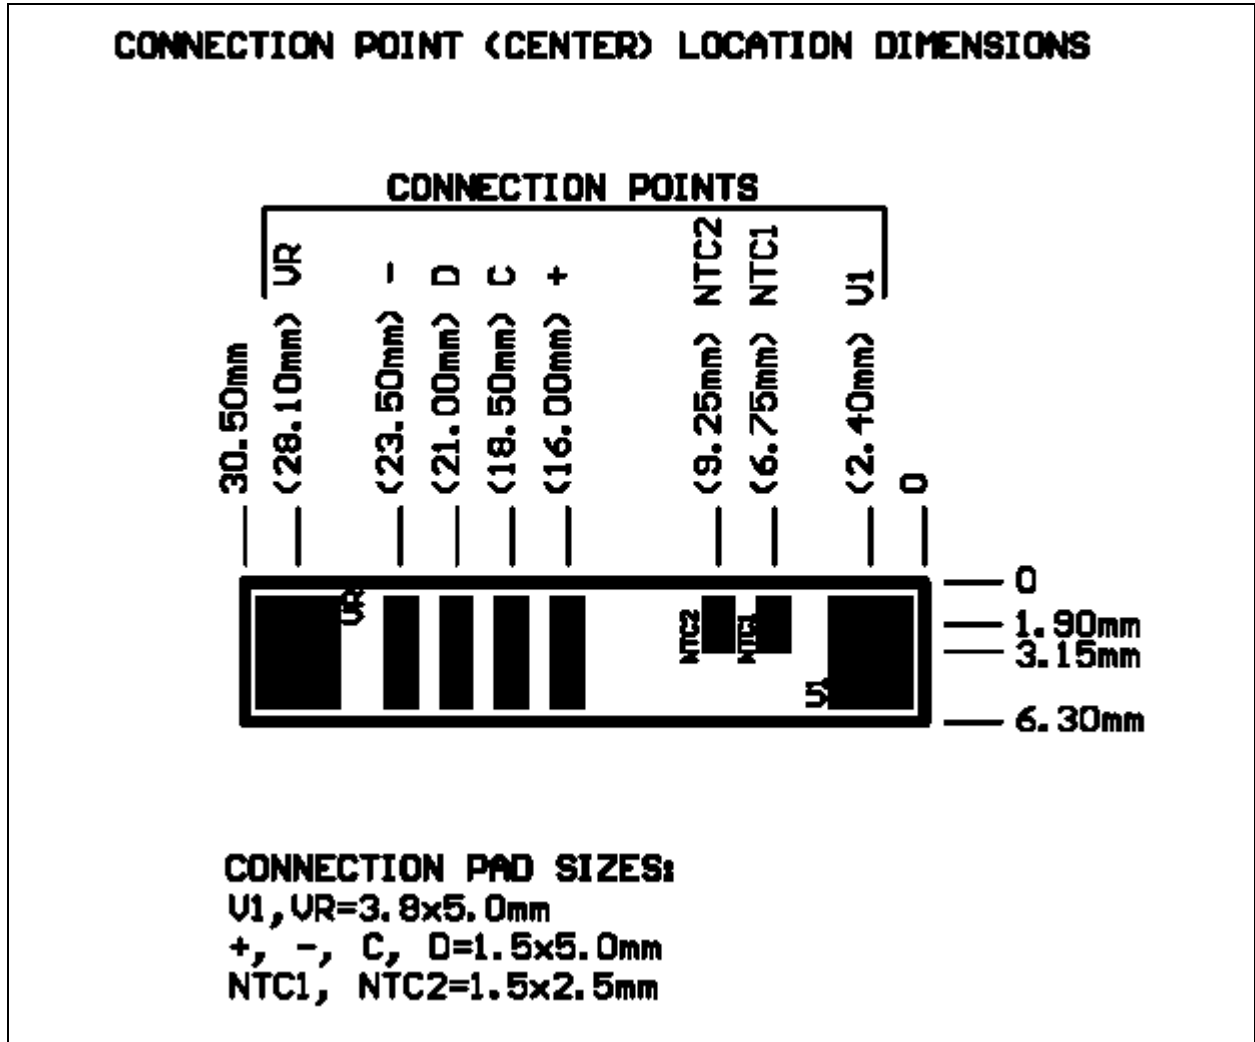 CONNECTION POINT (CENTER) LOCATION DIMENSIONS
CONNECTION POINTS
30.50mm
(28.10mm) VR
(23.50mm) -
(21.00mm) D
(18.50mm) C
(16.00mm) +
(9.25mm) NTC2
(6.75mm) NTC1
(2.40mm) V1
0
VR
NTC2
NTC1
V1
0
1.90mm
3.15mm
6.30mm
CONNECTION PAD SIZES:
V1,VR=3.8x5.0mm
+, -, C, D=1.5x5.0mm
NTC1, NTC2=1.5x2.5mm